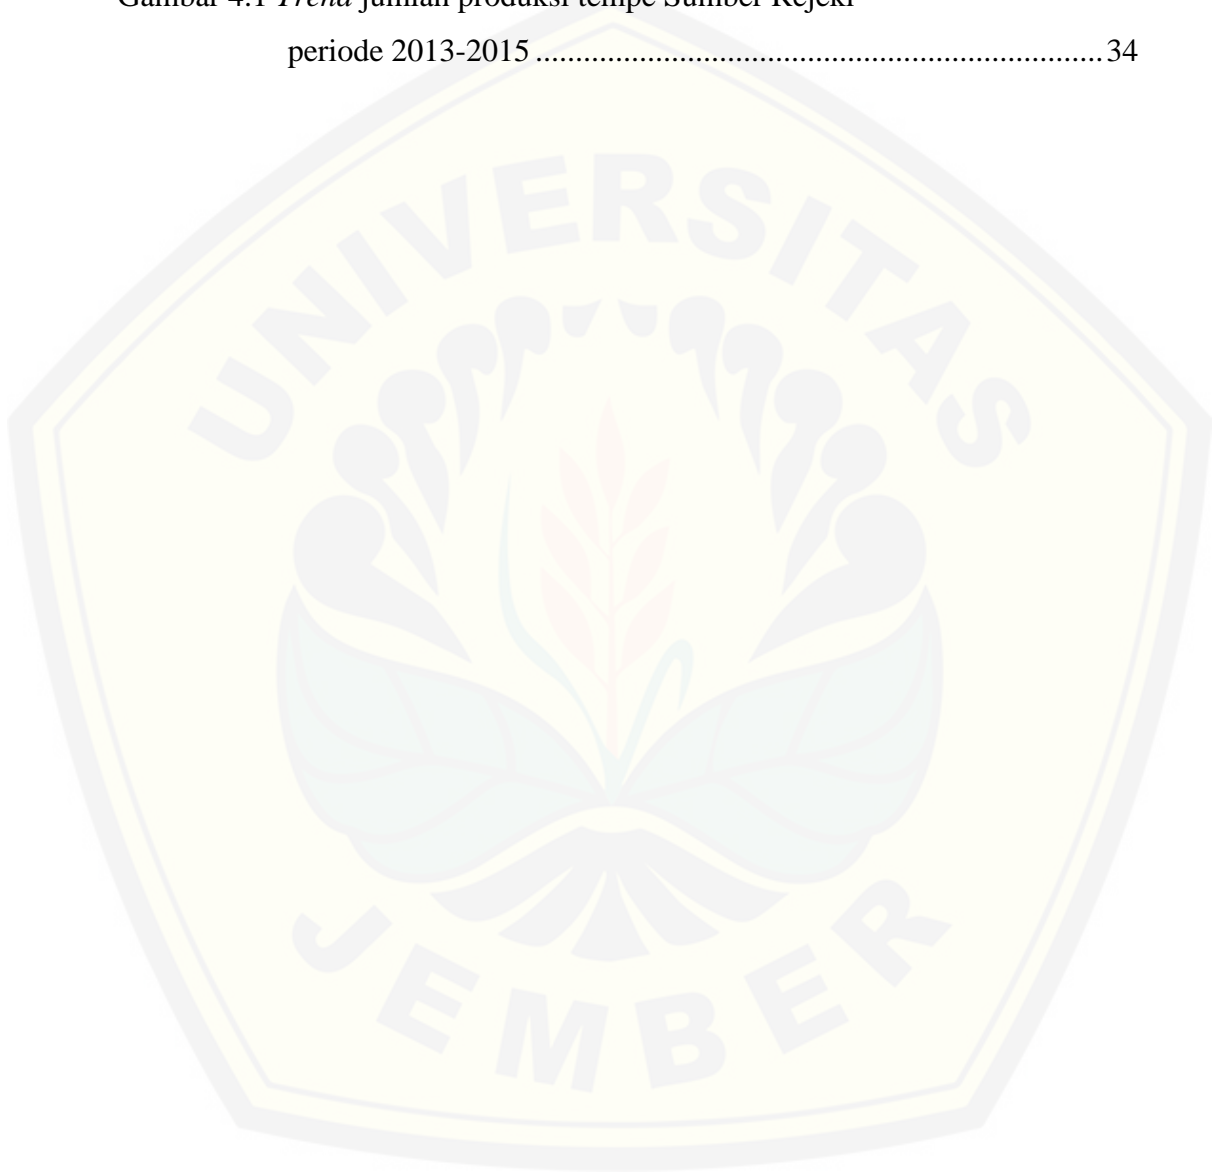 Gambar 4.1 Trend jumlah produksi tempe Sumber Rejeki
periode 2013-2015 ....................................................................... 34
UNIVERSITAS
JEMBER